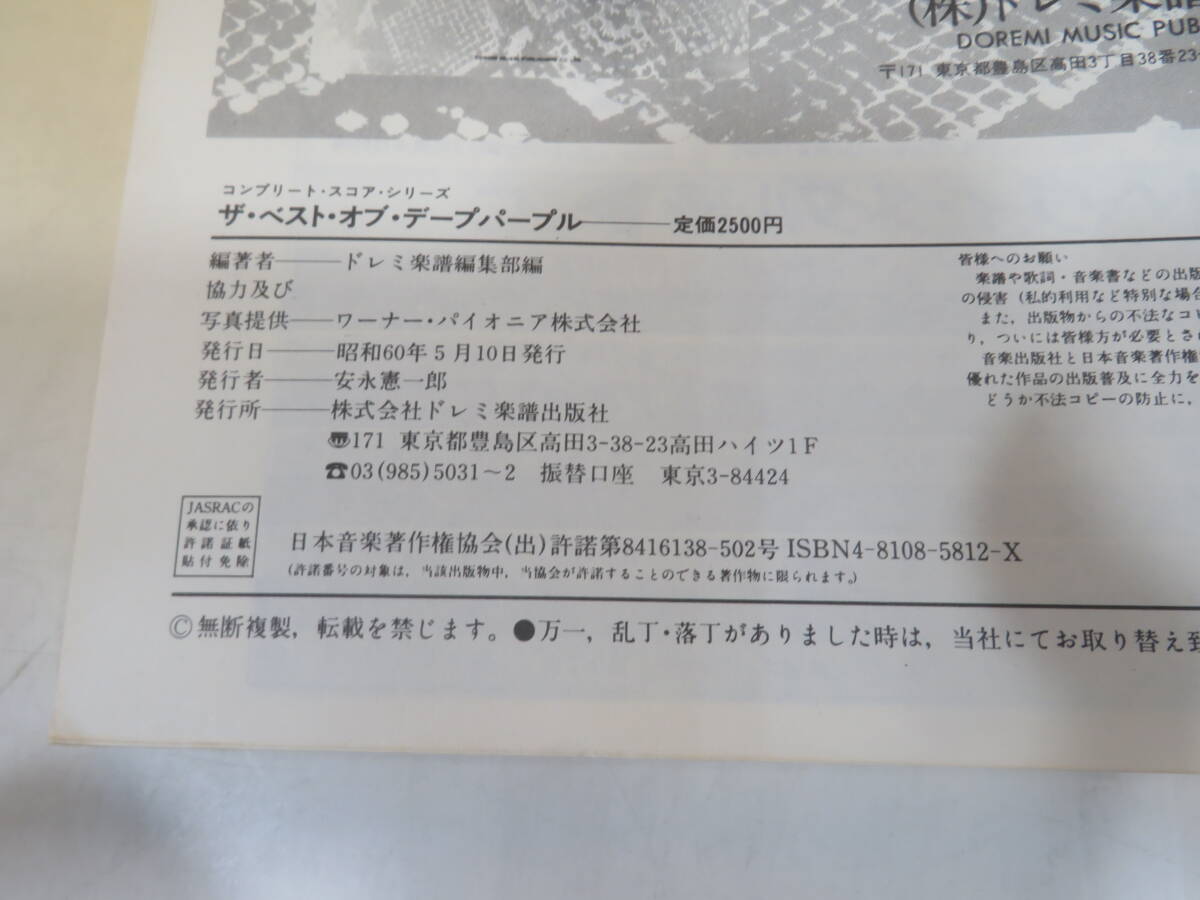 (株)ドレミ楽譜
DOREMI MUSIC PUB
〒171 東京都豊島区高田3丁目38番23
コンプリート・スコア・シリーズ
ザ・ベスト・オブ・デープパープル――定価2500円
編著者――ドレミ楽譜編集部編
協力及び
写真提供――ワーナー・パイオニア株式会社
発行日――昭和60年5月10日発行
発行者――安永憲一郎
発行所――株式会社ドレミ楽譜出版社
〠171 東京都豊島区高田3-38-23高田ハイツ1F
☎03(985)5031〜2 振替口座 東京3-84424
皆様へのお願い
楽譜や歌詞・音楽書などの出版
の侵害（私的利用など特別な場合
また，出版物からの不法なコピ
り，ついには皆様方が必要とさ
音楽出版社と日本音楽著作権
優れた作品の出版普及に全力を
どうか不法コピーの防止に，
JASRACの
承認に依り
許諾証紙
貼付免除
日本音楽著作権協会(出)許諾第8416138-502号 ISBN4-8108-5812-X
(許諾番号の対象は，当該出版物中，当協会が許諾することのできる著作物に限られます。)
©無断複製，転載を禁じます。●万一，乱丁・落丁がありました時は，当社にてお取り替え致